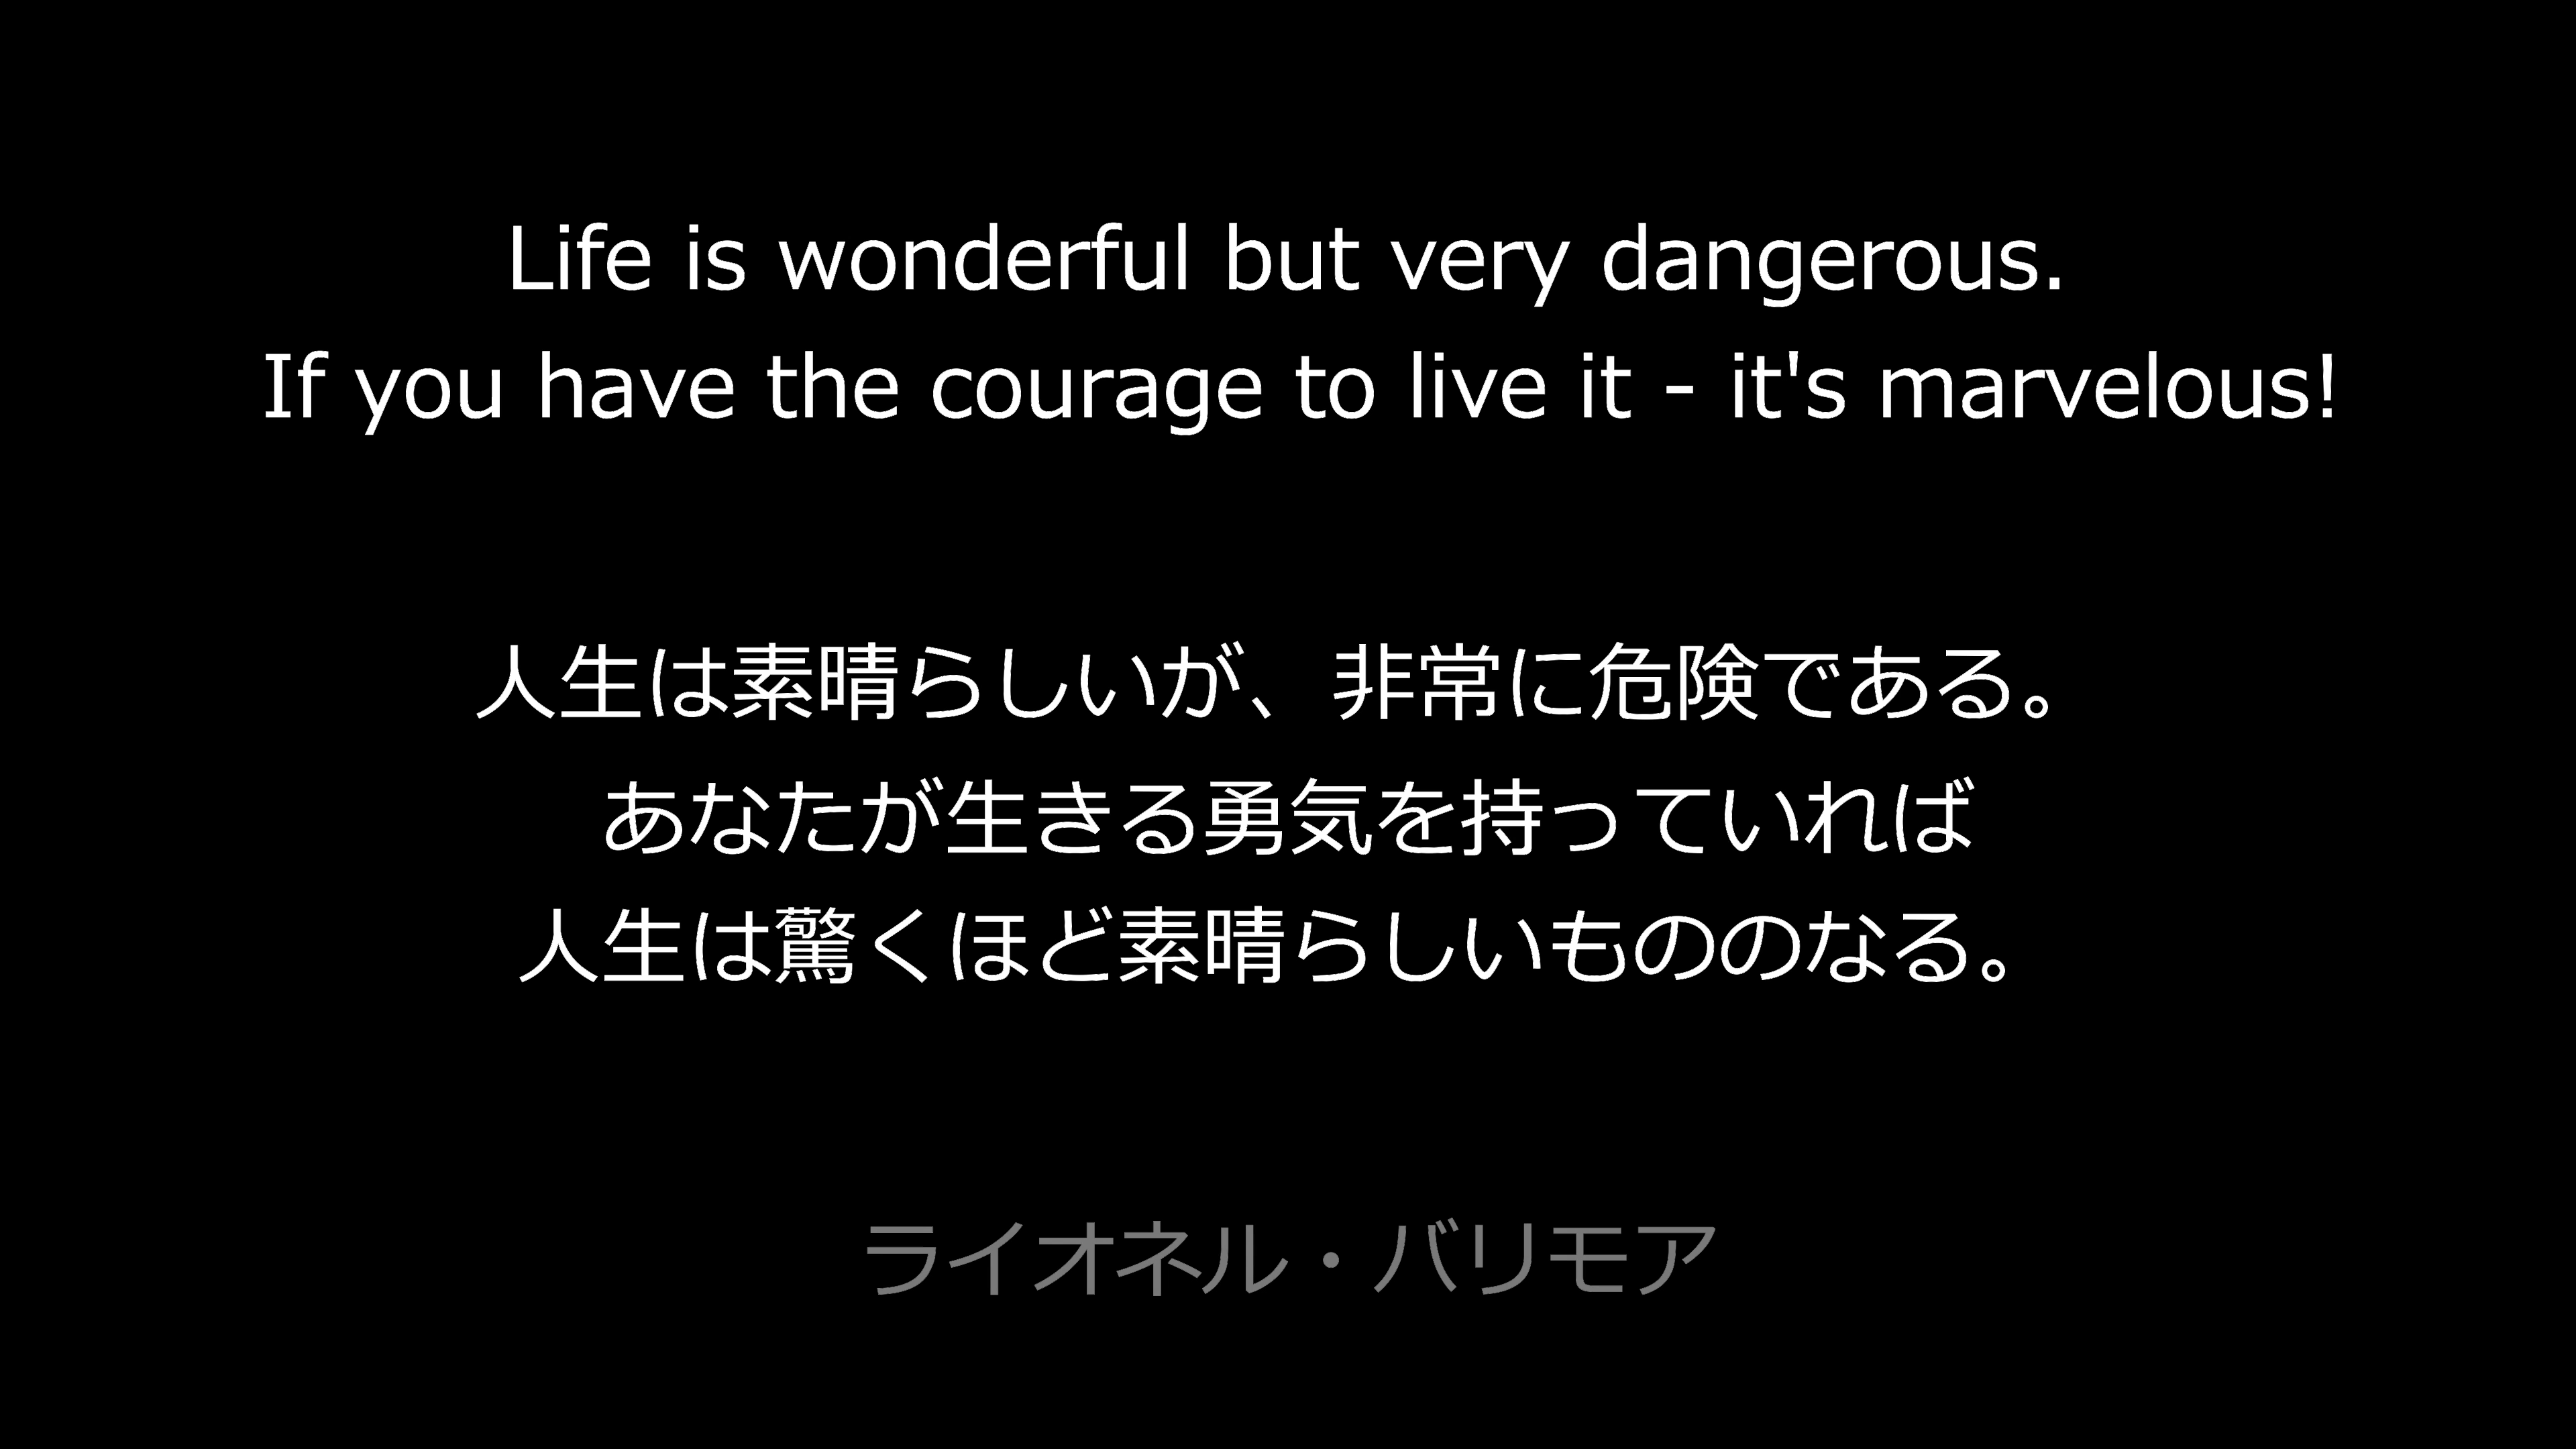 Life is wonderful but very dangerous.
If you have the courage to live it - it's marvelous!
人生は素晴らしいが、非常に危険である。
あなたが生きる勇気を持っていれば
人生は驚くほど素晴らしいもののなる。
ライオネル・バリモア